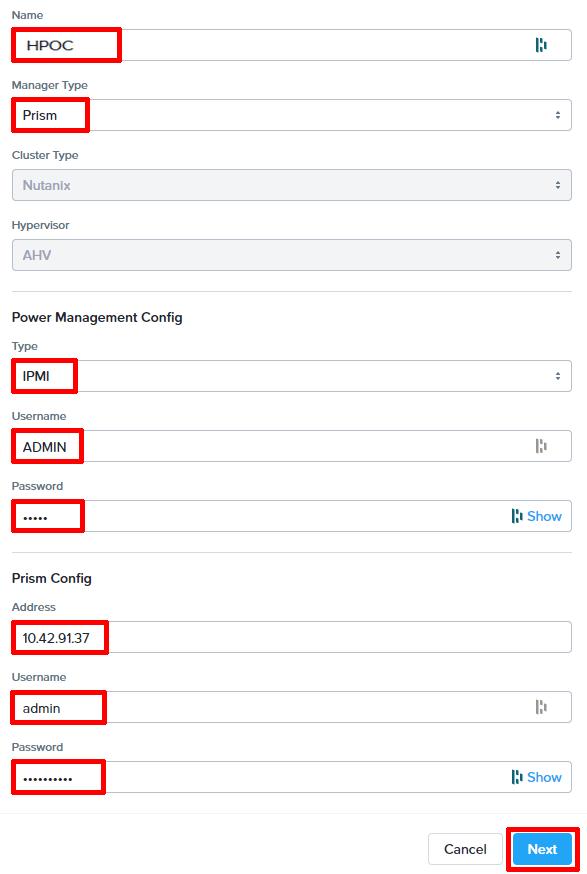 Name
HPOC
Manager Type
Prism
Cluster Type
Nutanix
Hypervisor
AHV
Power Management Config
Type
IPMI
Username
ADMIN
Password
•••••
Show
Prism Config
Address
10.42.91.37
Username
admin
Password
••••••••••
Show
Cancel
Next